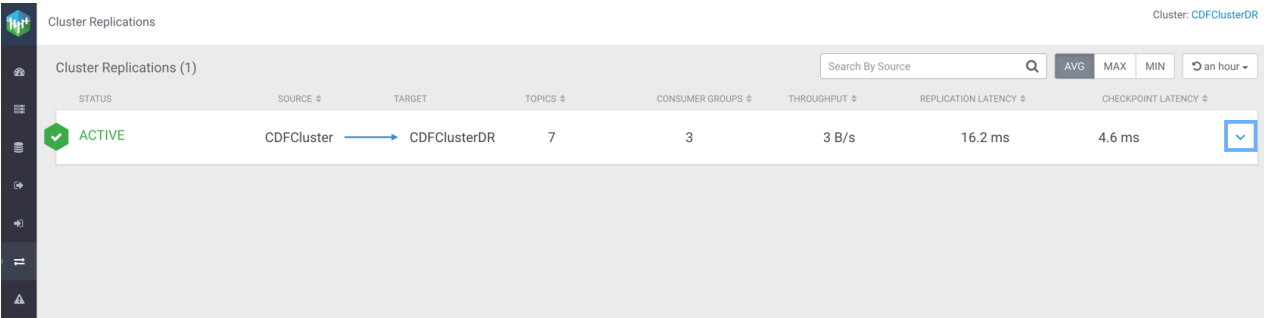 Cluster Replications
Cluster: CDFClusterDR
Cluster Replications (1)
Search By Source
AVG MAX MIN
an hour
STATUS SOURCE TARGET TOPICS CONSUMER GROUPS THROUGHPUT REPLICATION LATENCY CHECKPOINT LATENCY
ACTIVE CDFCluster CDFClusterDR 7 3 3 B/s 16.2 ms 4.6 ms